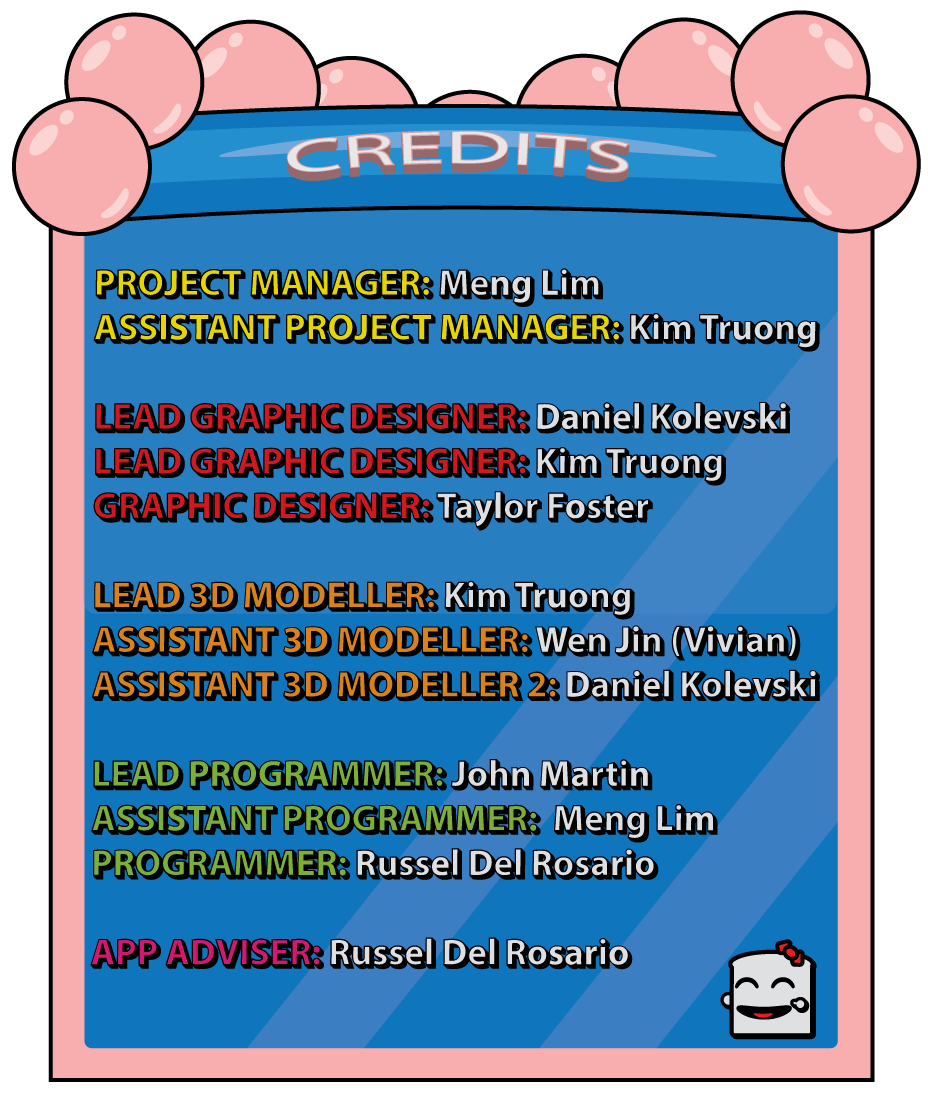 CREDITS
PROJECT MANAGER: Meng Lim
ASSISTANT PROJECT MANAGER: Kim Truong
LEAD GRAPHIC DESIGNER: Daniel Kolevski
LEAD GRAPHIC DESIGNER: Kim Truong
GRAPHIC DESIGNER: Taylor Foster
LEAD 3D MODELLER: Kim Truong
ASSISTANT 3D MODELLER: Wen Jin (Vivian)
ASSISTANT 3D MODELLER 2: Daniel Kolevski
LEAD PROGRAMMER: John Martin
ASSISTANT PROGRAMMER: Meng Lim
PROGRAMMER: Russel Del Rosario
APP ADVISER: Russel Del Rosario